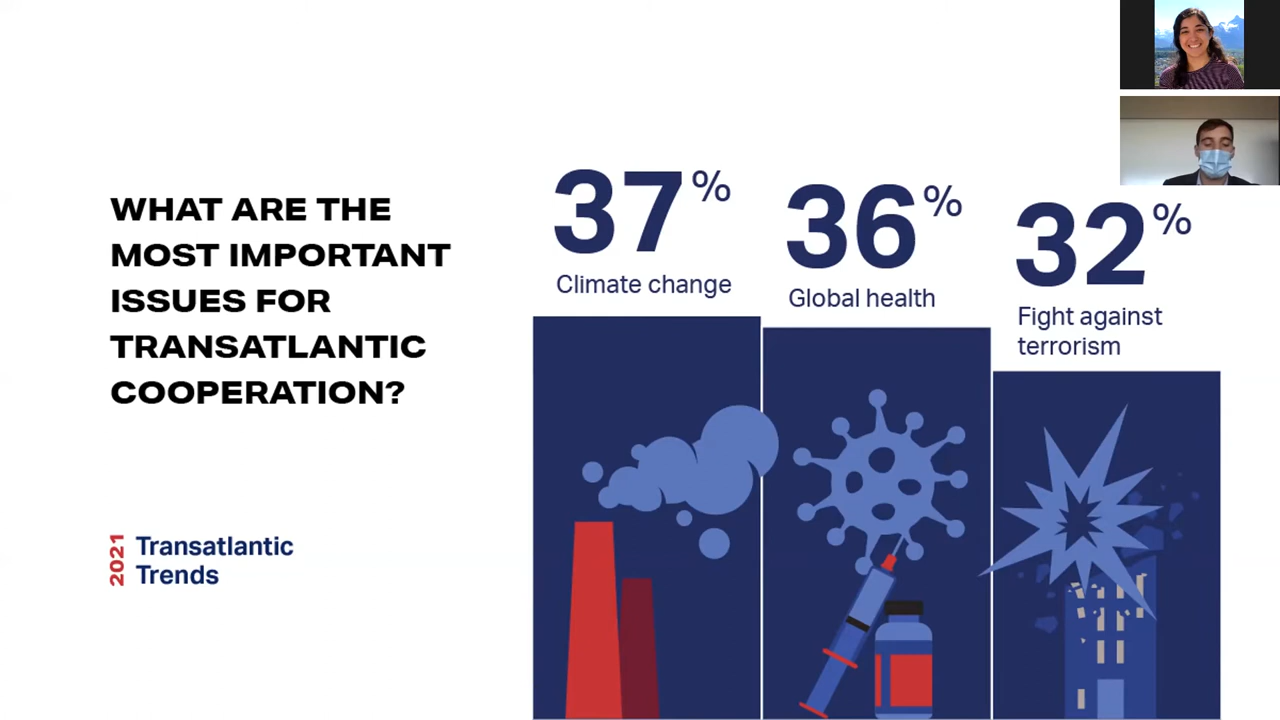 WHAT ARE THE
MOST IMPORTANT
ISSUES FOR
TRANSATLANTIC
COOPERATION?
2021
Transatlantic
Trends
37%
Climate change
36%
Global health
32%
Fight against
terrorism